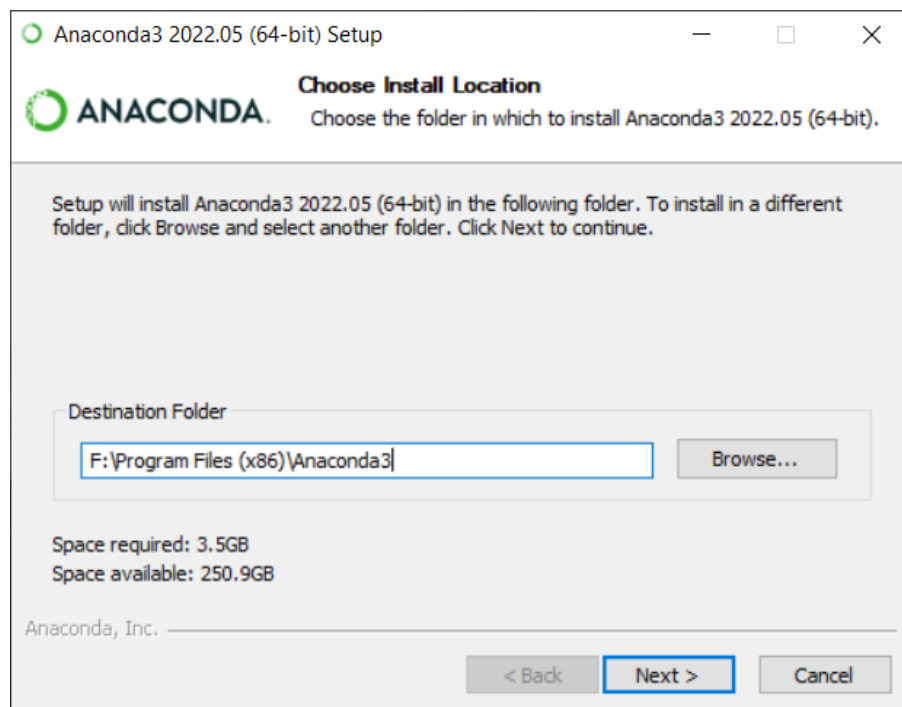 Anaconda3 2022.05 (64-bit) Setup
ANACONDA.
Choose Install Location
Choose the folder in which to install Anaconda3 2022.05 (64-bit).
Setup will install Anaconda3 2022.05 (64-bit) in the following folder. To install in a different
folder, click Browse and select another folder. Click Next to continue.
Destination Folder
F:\Program Files (x86)\Anaconda3
Browse...
Space required: 3.5GB
Space available: 250.9GB
Anaconda, Inc.
< Back
Next >
Cancel